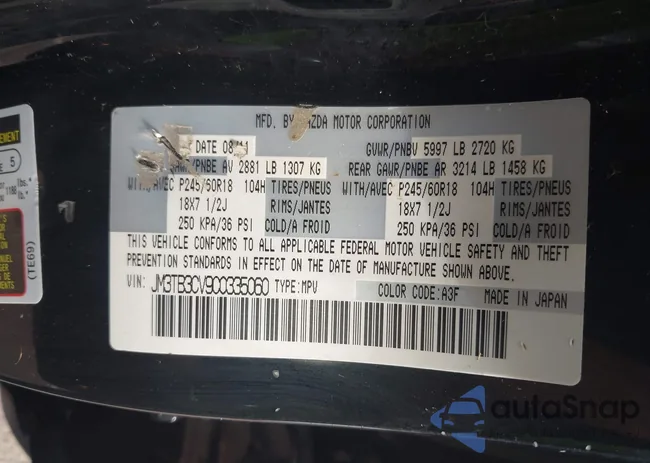 5
lbs.
(TE69)
MFD. BY MAZDA MOTOR CORPORATION
DATE GVWR/PNBV 5997 LB 2720 KG
GAWR/PNBE AV 2881 LB 1307 KG REAR GAWR/PNBE AR 3214 LB 1458 KG
WITH/AVEC P245/60R18 104H TIRES/PNEUS WITH/AVEC P245/60R18 104H TIRES/PNEUS
18X7 1/2J RIMS/JANTES 18X7 1/2J RIMS/JANTES
250 KPA/36 PSI COLD/A FROID 250 KPA/36 PSI COLD/A FROID
THIS VEHICLE CONFORMS TO ALL APPLICABLE FEDERAL MOTOR VEHICLE SAFETY AND THEFT
PREVENTION STANDARDS IN EFFECT ON THE DATE OF MANUFACTURE SHOWN ABOVE.
VIN: JM3TB3CV9C0335060 TYPE:MPV COLOR CODE:A3F MADE IN JAPAN
autoSnap